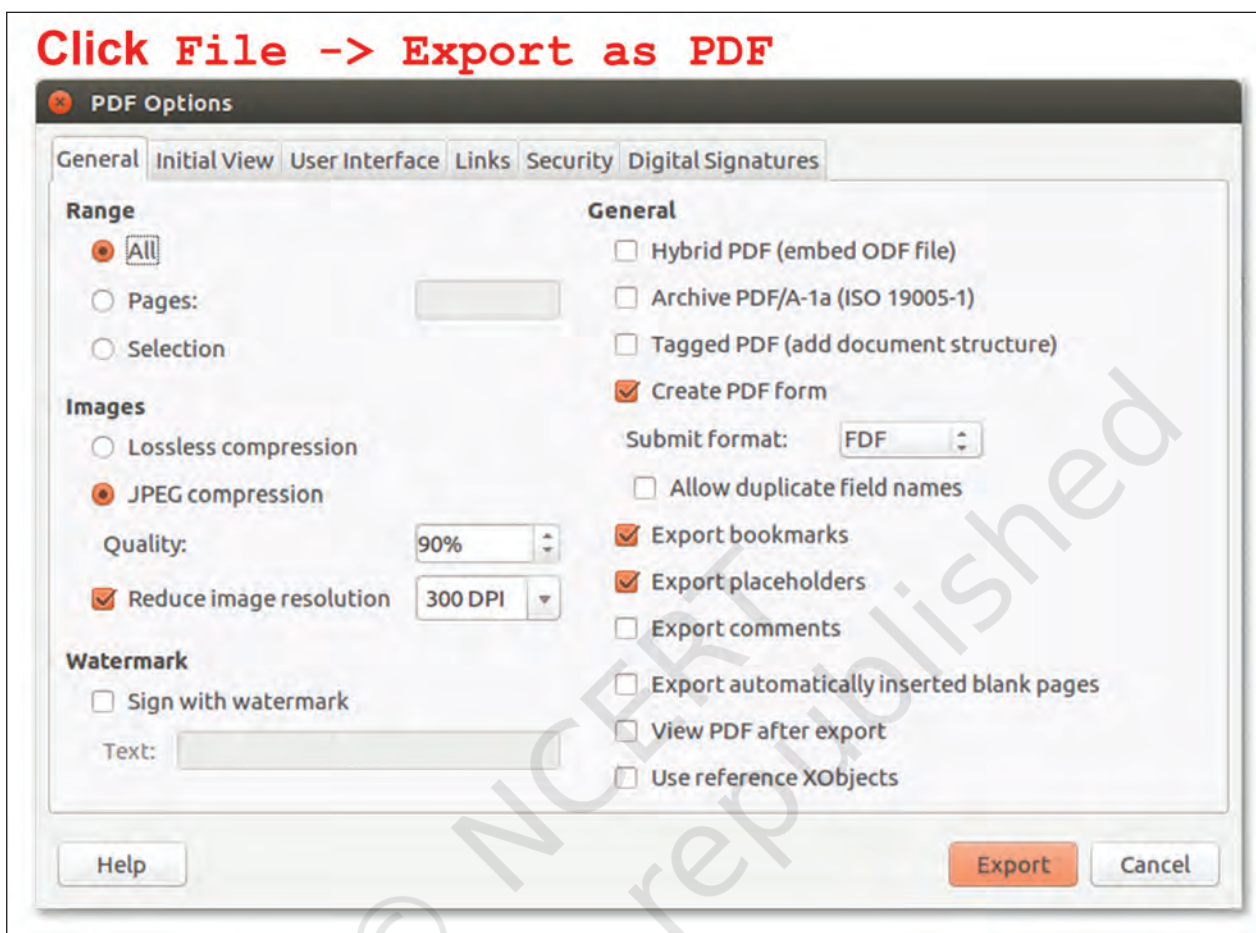 Click File -> Export as PDF
PDF Options
General Initial View User Interface Links Security Digital Signatures
Range
All
Pages:
Selection
Images
Lossless compression
JPEG compression
Quality: 90%
Reduce image resolution 300 DPI
Watermark
Sign with watermark
Text:
General
Hybrid PDF (embed ODF file)
Archive PDF/A-1a (ISO 19005-1)
Tagged PDF (add document structure)
Create PDF form
Submit format: FDF
Allow duplicate field names
Export bookmarks
Export placeholders
Export comments
Export automatically inserted blank pages
View PDF after export
Use reference XObjects
Help Export Cancel
© NCERT
republished